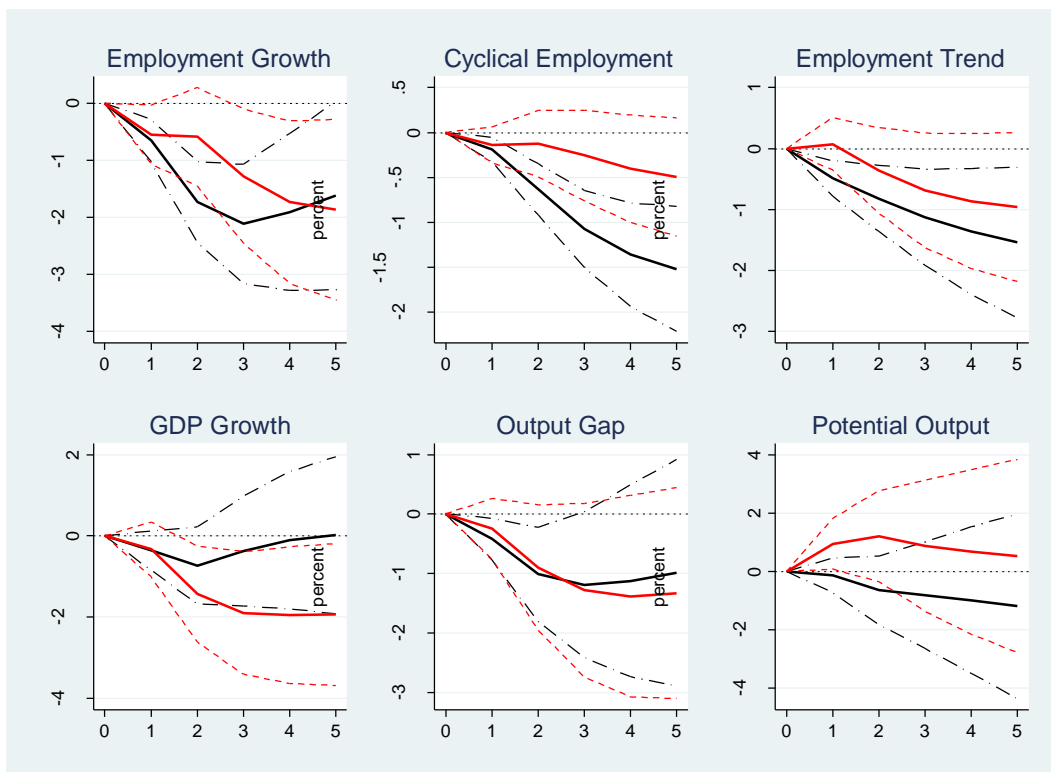 Employment Growth
0
-1
-2
-3
-4
0 1 2 3 4 5
percent
Cyclical Employment
.5
0
-.5
-1
-1.5
-2
0 1 2 3 4 5
percent
Employment Trend
1
0
-1
-2
-3
0 1 2 3 4 5
GDP Growth
2
0
2
-4
0 1 2 3 4 5
percent
Output Gap
1
0
-1
-2
-3
0 1 2 3 4 5
percent
Potential Output
4
2
0
-2
-4
0 1 2 3 4 5